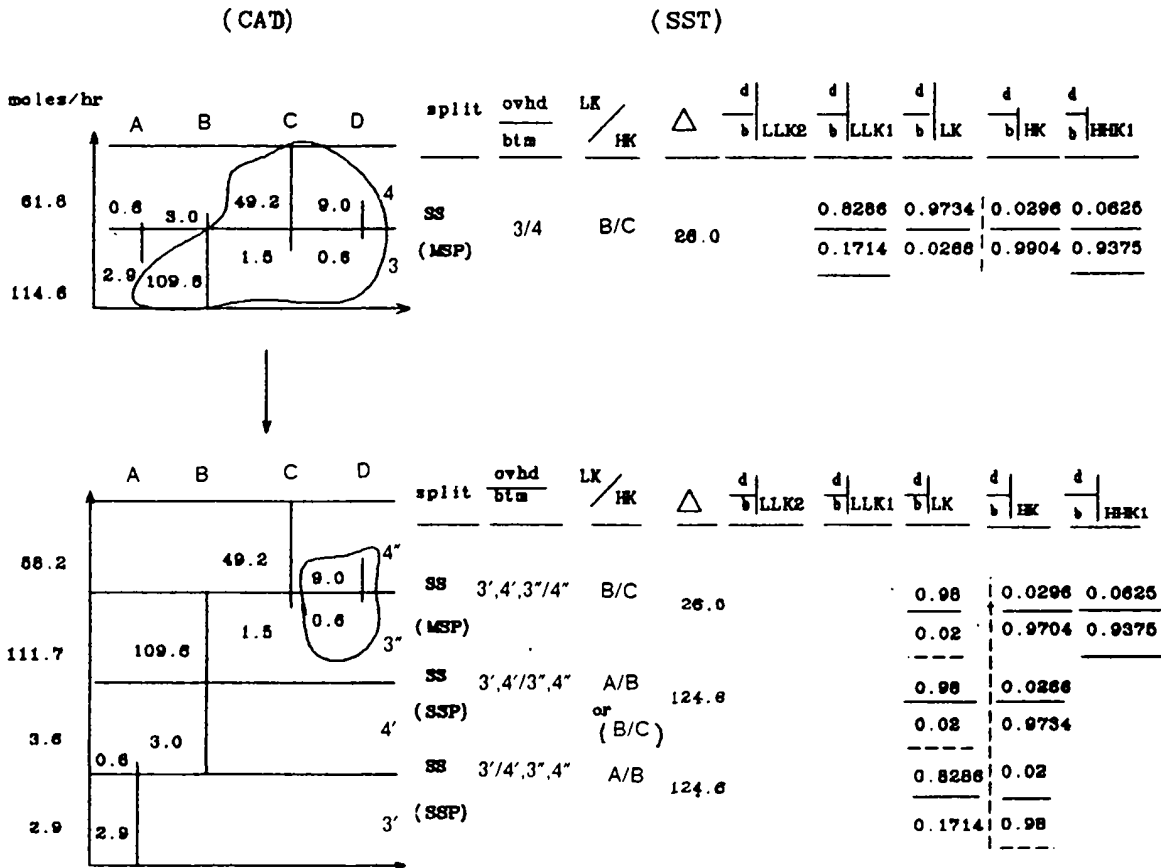 (CAD) (SST)
moles/hr
A B C D
split ovhd/btm LK/HK △ d/b|LLK2 d/b|LLK1 d/b|LK d/b|HK d/b|HHK1
61.8 0.6 3.0 49.2 9.0 4 SS 3/4 B/C 26.0 0.8286 0.9734 0.0296 0.0625
114.6 2.9 109.6 1.5 0.6 3 (MSP) 0.1714 0.0266 0.9904 0.9375
A B C D
split ovhd/btm LK/HK △ d/b|LLK2 d/b|LLK1 d/b|LK d/b|HK d/b|HHK1
58.2 49.2 9.0 4″ SS 3′,4′,3″/4″ B/C 26.0 0.98 0.0296 0.0625
111.7 109.6 1.5 0.6 3″ (MSP) 0.02 0.9704 0.9375
SS 3′,4′/3″,4″ A/B 124.6 0.98 0.0266
3.6 0.6 3.0 4′ (SSP) or (B/C) 0.02 0.9734
SS 3′/4′,3″,4″ A/B 124.6 0.8286 0.02
2.9 2.9 3′ (SSP) 0.1714 0.98